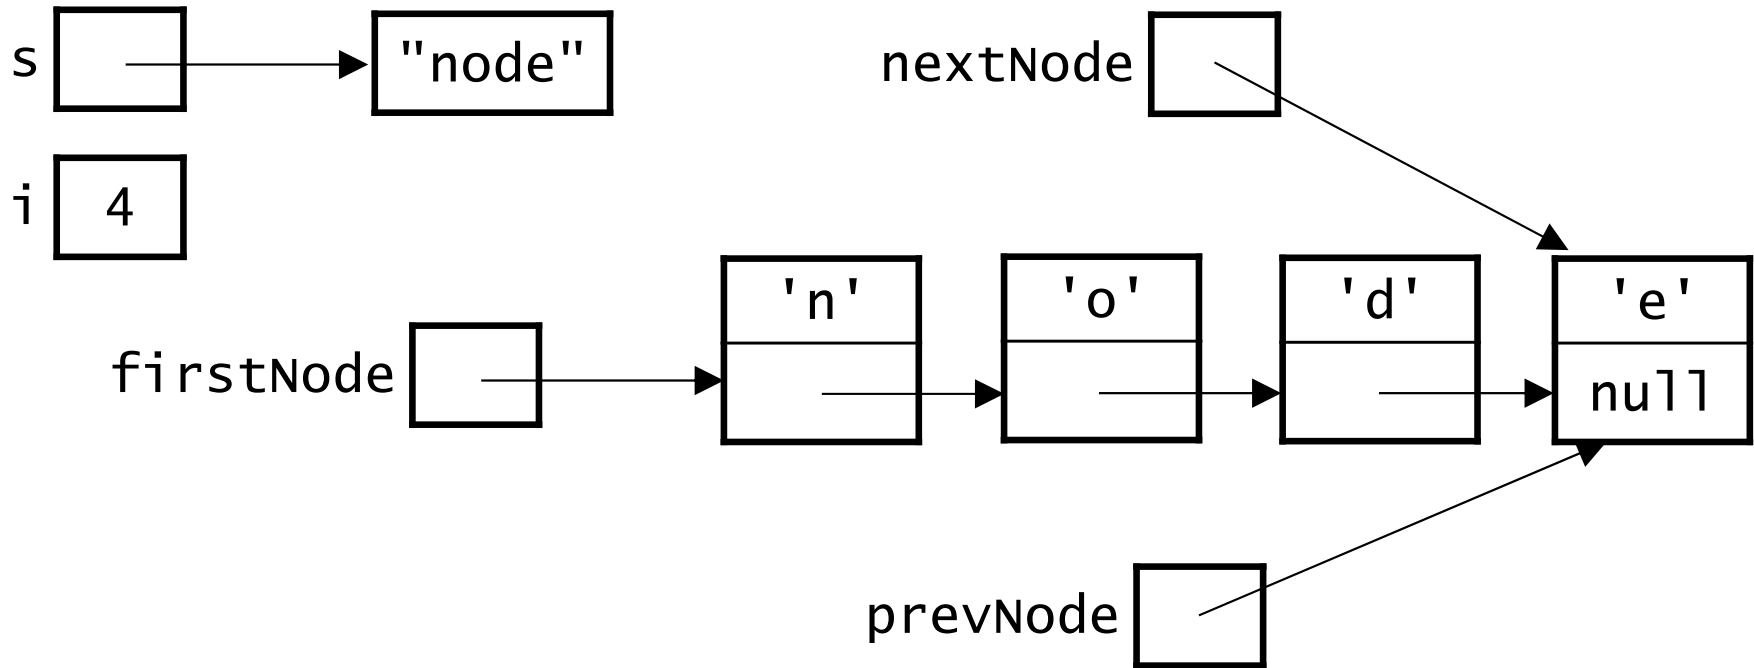 s "node" nextNode
i 4
'n' 'o' 'd' 'e'
firstNode null
prevNode